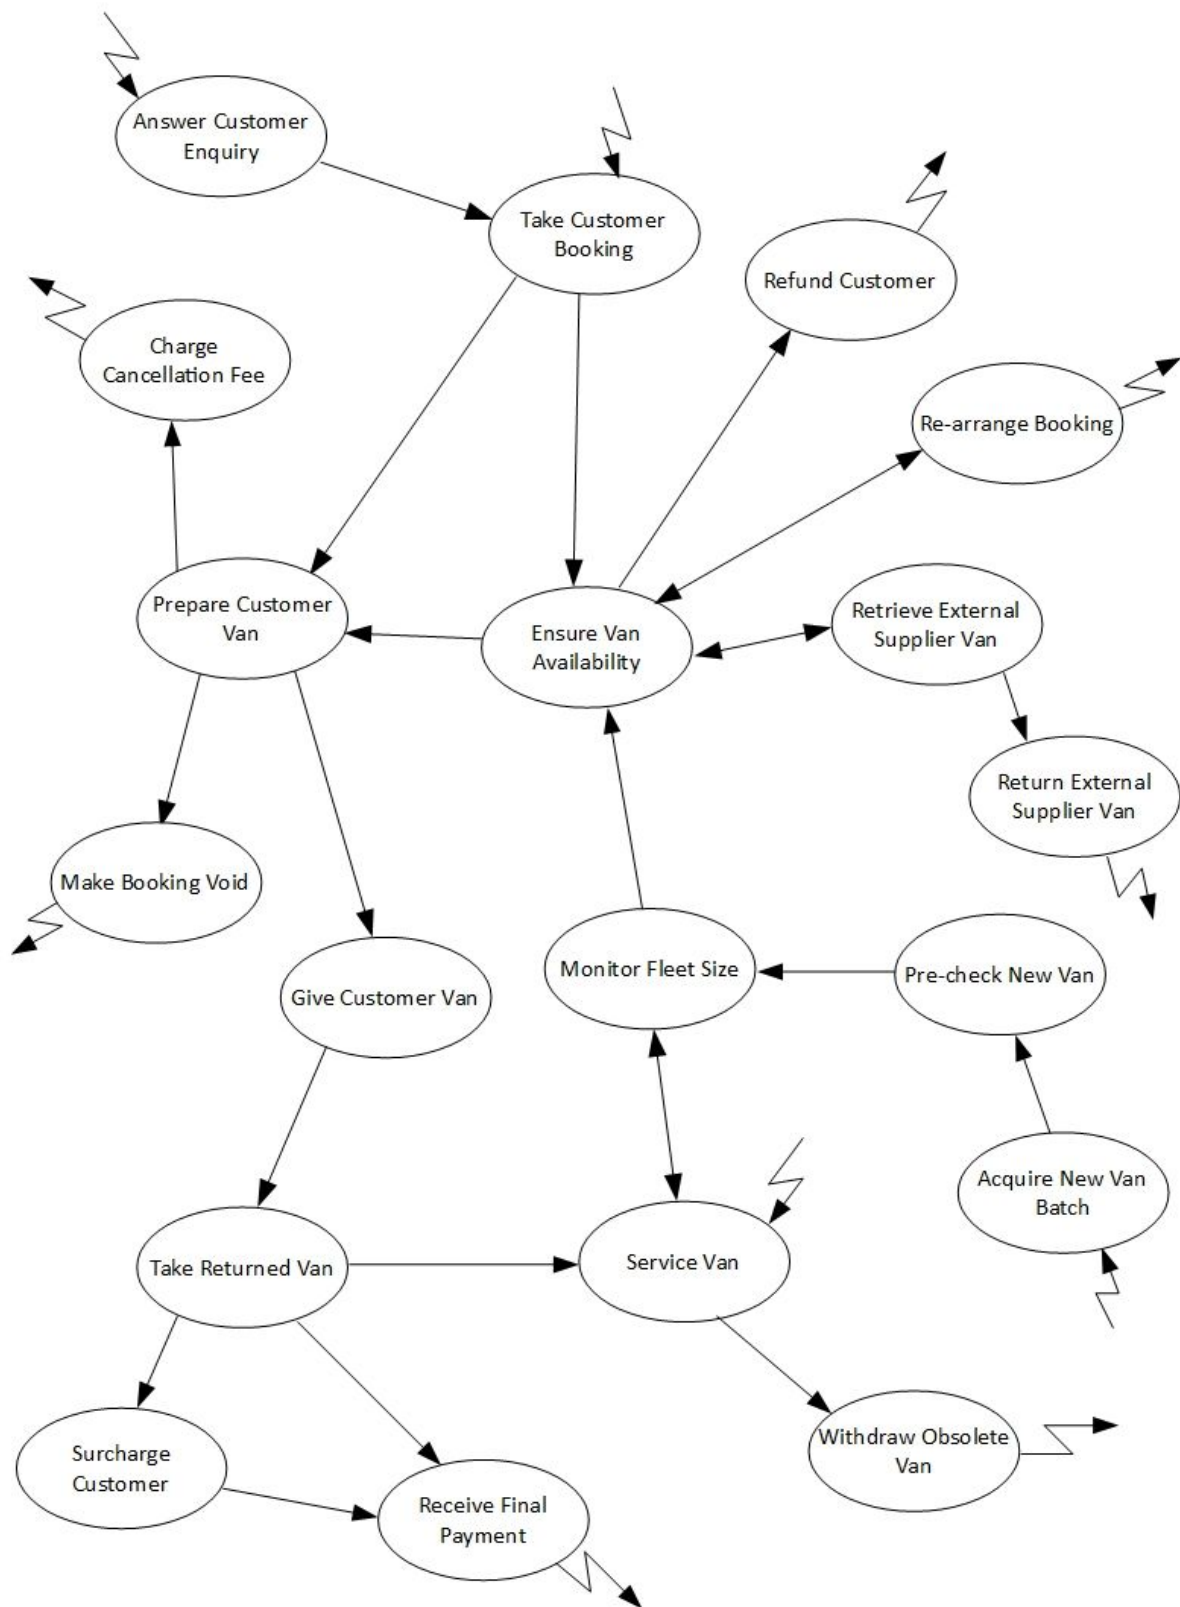 Answer Customer
Enquiry
Take Customer
Booking
Refund Customer
Charge
Cancellation Fee
Re-arrange Booking
Prepare Customer
Van
Ensure Van
Availability
Retrieve External
Supplier Van
Return External
Supplier Van
Make Booking Void
Give Customer Van
Monitor Fleet Size
Pre-check New Van
Acquire New Van
Batch
Take Returned Van
Service Van
Withdraw Obsolete
Van
Surcharge
Customer
Receive Final
Payment